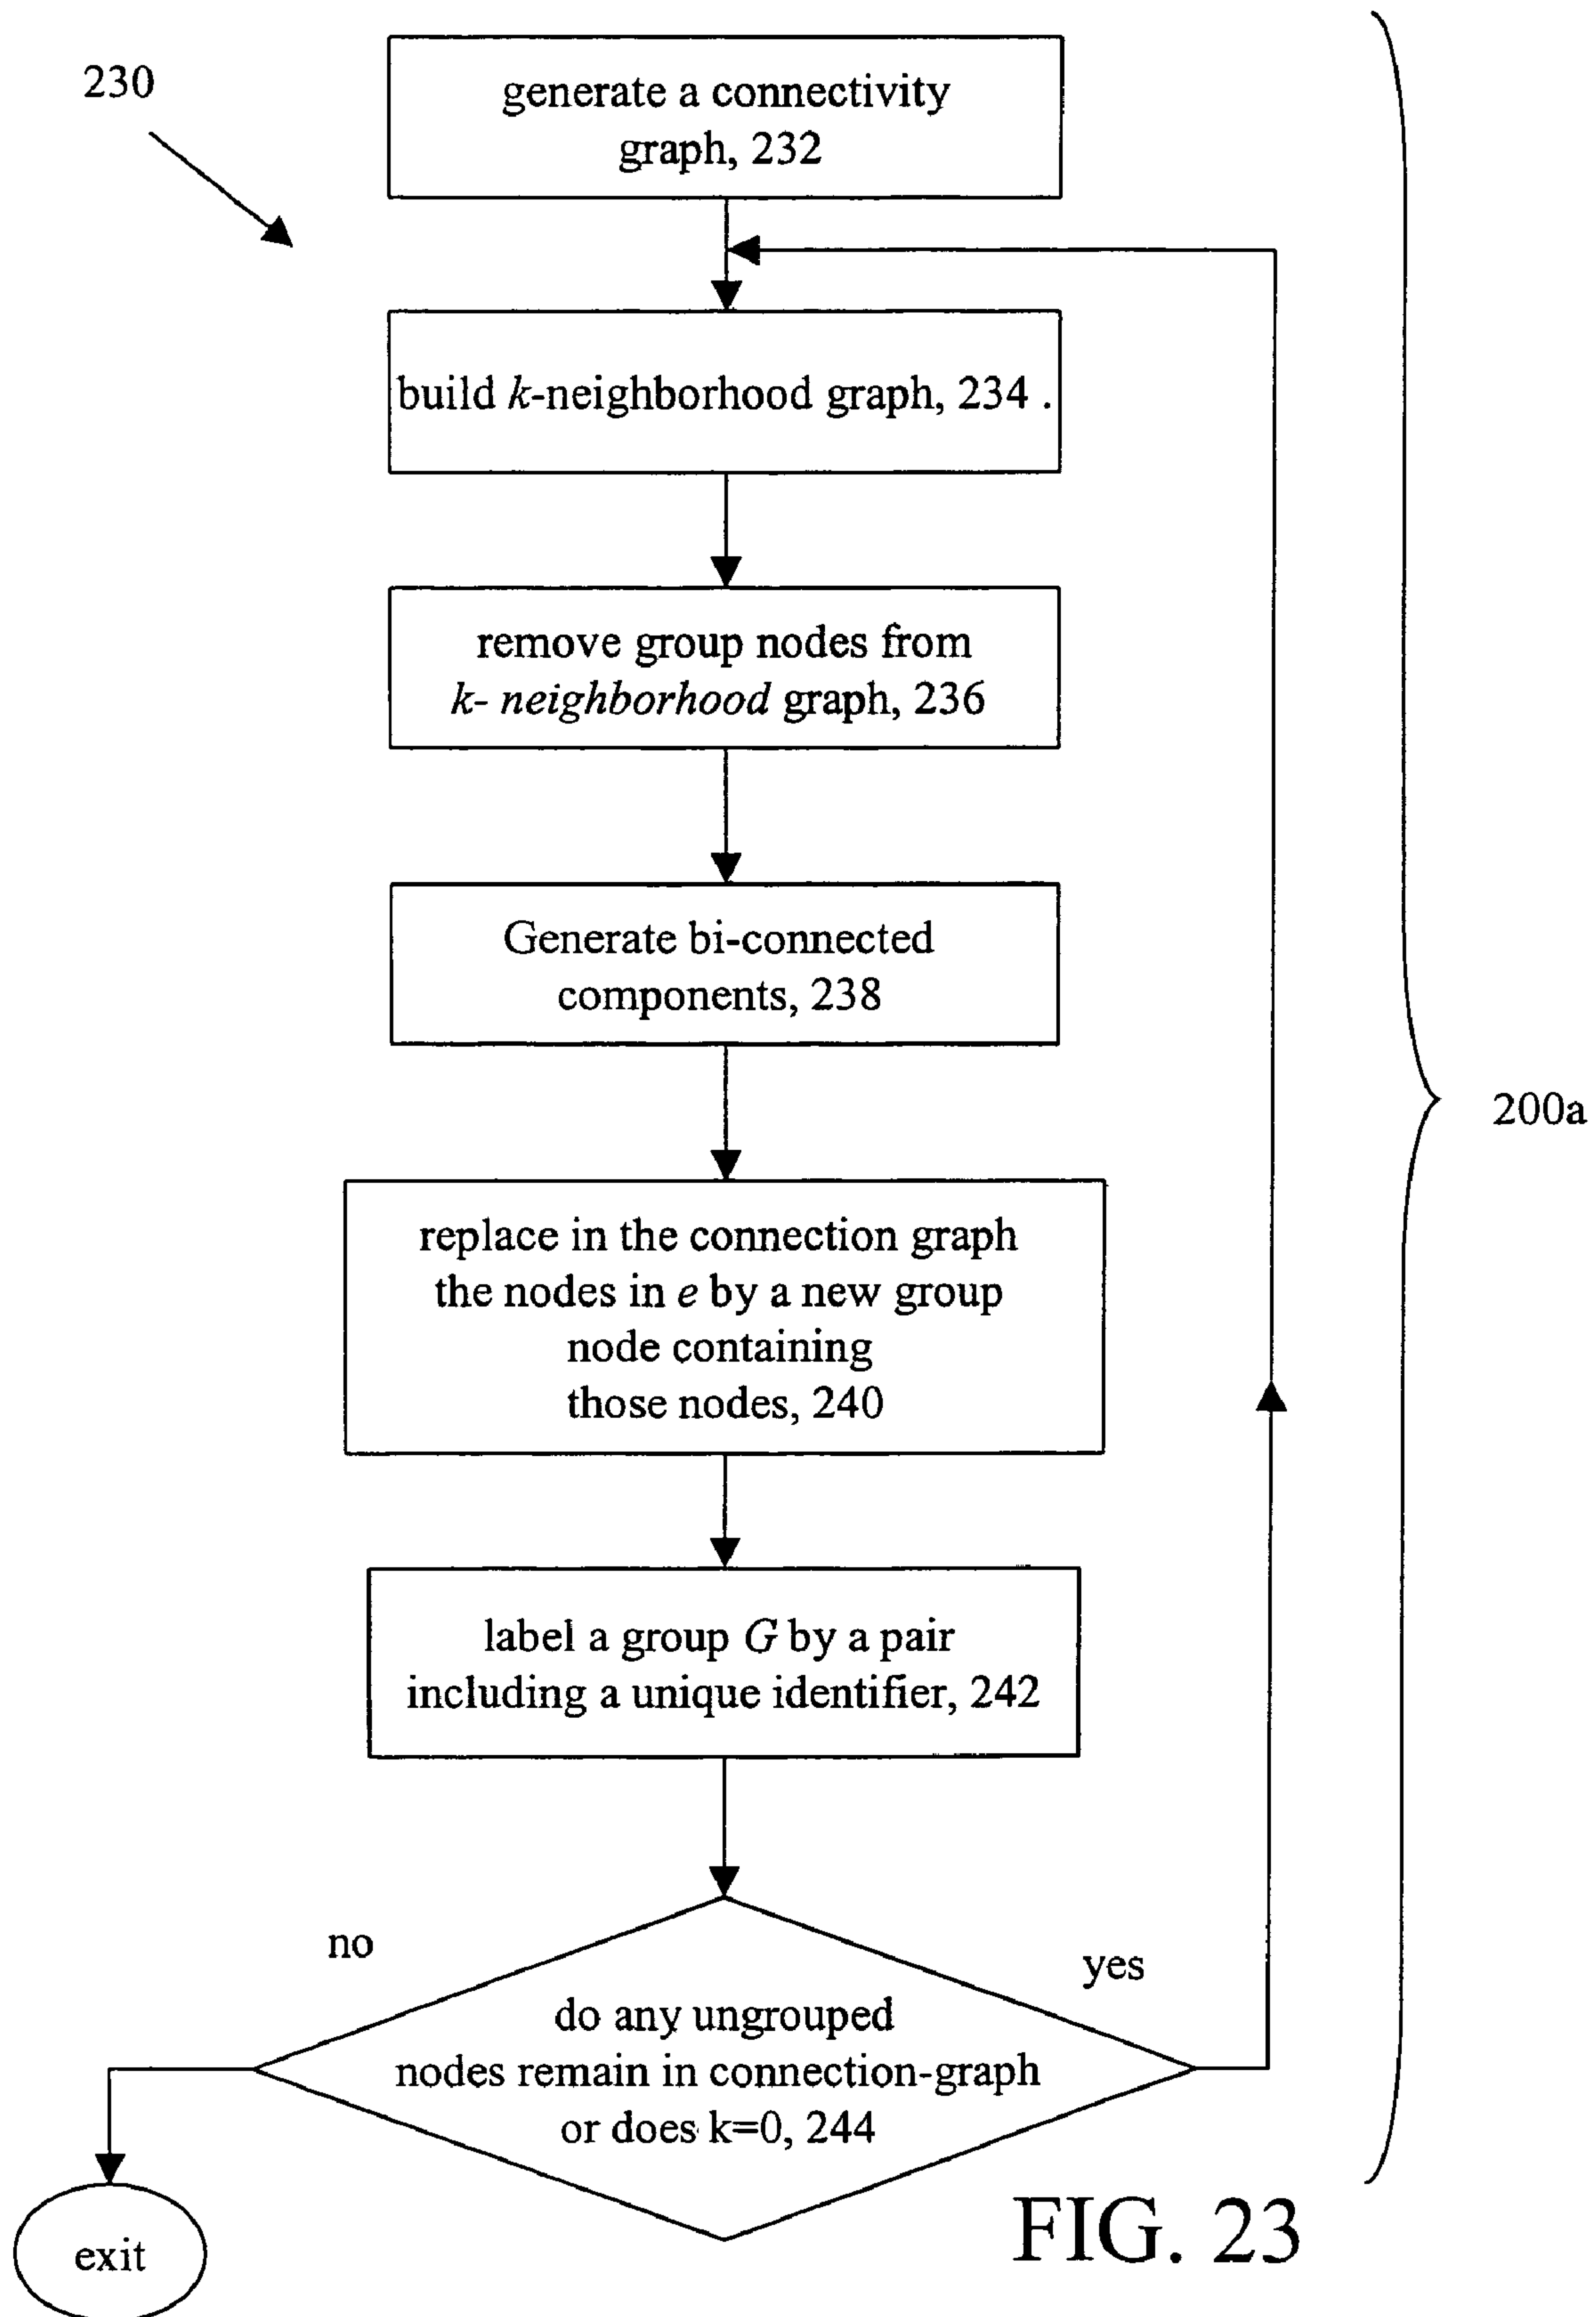 230
generate a connectivity
graph, 232
build k-neighborhood graph, 234 .
remove group nodes from
k- neighborhood graph, 236
Generate bi-connected
components, 238
200a
replace in the connection graph
the nodes in e by a new group
node containing
those nodes, 240
label a group G by a pair
including a unique identifier, 242
no
yes
do any ungrouped
nodes remain in connection-graph
or does k=0, 244
exit
FIG. 23